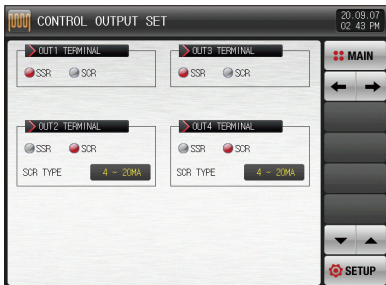 CONTROL OUTPUT SET
20.09.07
02 43 PM
OUT1 TERMINAL
SSR SCR
OUT3 TERMINAL
SSR SCR
OUT2 TERMINAL
SSR SCR
SCR TYPE 4 ~ 20MA
OUT4 TERMINAL
SSR SCR
SCR TYPE 4 ~ 20MA
MAIN
SETUP